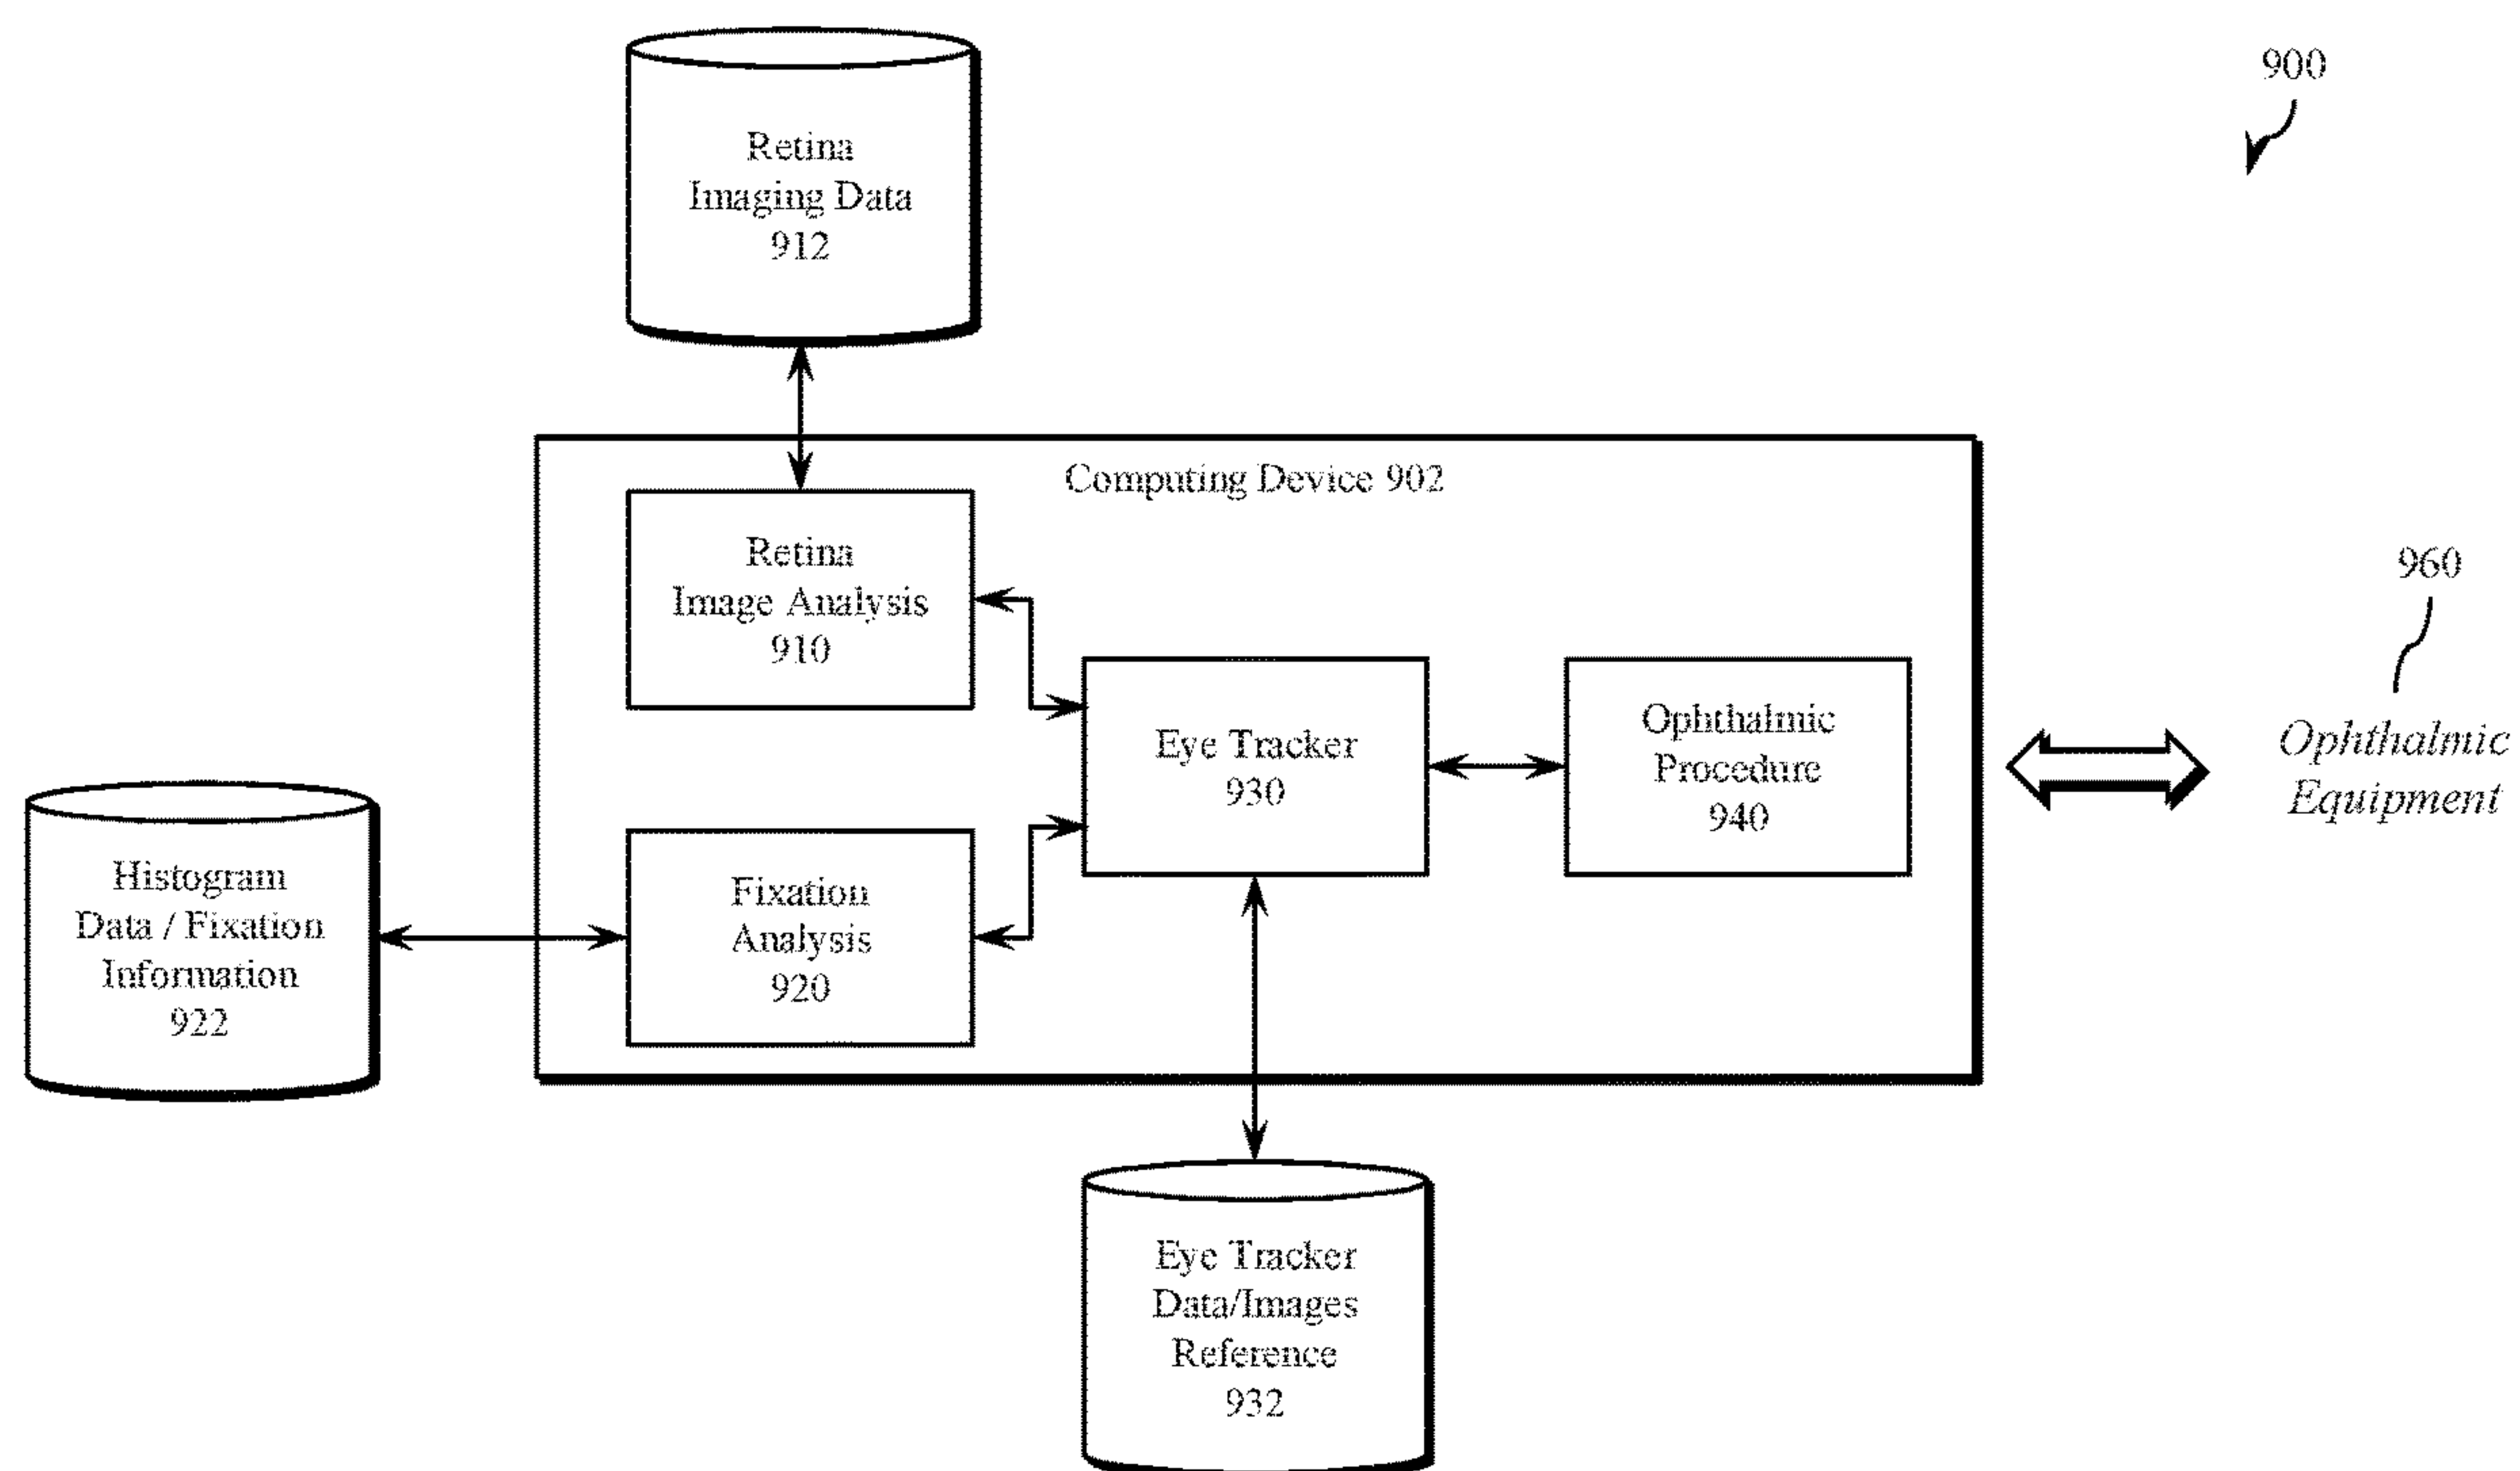 900
Retina
Imaging Data
912
Computing Device 902
Retina
Image Analysis
910
960
Ophthalmic
Equipment
Eye Tracker
930
Ophthalmic
Procedure
940
Histogram
Data / Fixation
Information
922
Fixation
Analysis
920
Eye Tracker
Data/Images
Reference
932